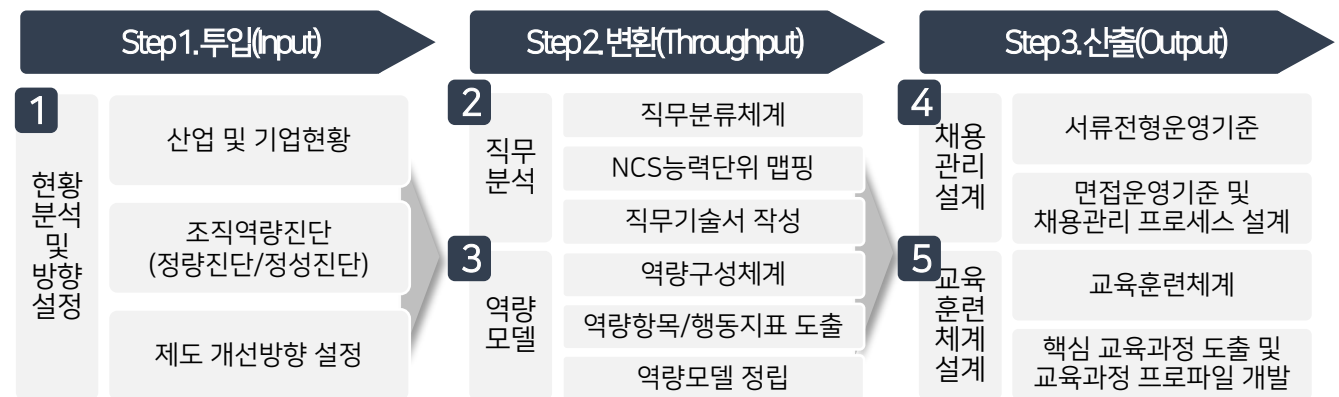 Step 1. 투입(Input)
Step 2. 변환(Throughput)
Step 3. 산출(Output)
1
현황
분석
및
방향
설정
산업 및 기업현황
조직역량진단
(정량진단/정성진단)
제도 개선방향 설정
2
직무
분석
직무분류체계
NCS능력단위 맵핑
직무기술서 작성
3
역량
모델
역량구성체계
역량항목/행동지표 도출
역량모델 정립
4
채용
관리
설계
서류전형운영기준
면접운영기준 및
채용관리 프로세스 설계
5
교육
훈련
체계
설계
교육훈련체계
핵심 교육과정 도출 및
교육과정 프로파일 개발